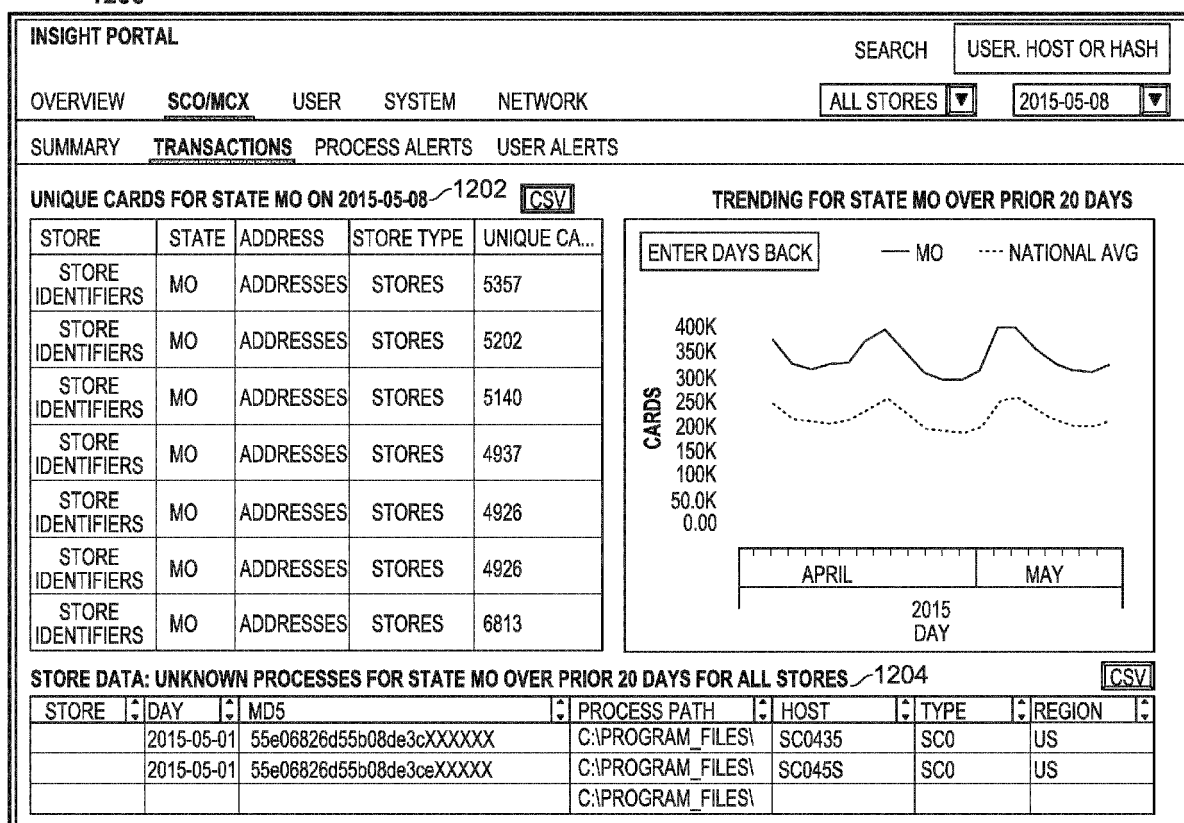 INSIGHT PORTAL
SEARCH USER. HOST OR HASH
OVERVIEW SCO/MCX USER SYSTEM NETWORK ALL STORES 2015-05-08
SUMMARY TRANSACTIONS PROCESS ALERTS USER ALERTS
UNIQUE CARDS FOR STATE MO ON 2015-05-08 1202 CSV
STORE STATE ADDRESS STORE TYPE UNIQUE CA...
STORE IDENTIFIERS MO ADDRESSES STORES 5357
STORE IDENTIFIERS MO ADDRESSES STORES 5202
STORE IDENTIFIERS MO ADDRESSES STORES 5140
STORE IDENTIFIERS MO ADDRESSES STORES 4937
STORE IDENTIFIERS MO ADDRESSES STORES 4926
STORE IDENTIFIERS MO ADDRESSES STORES 4926
STORE IDENTIFIERS MO ADDRESSES STORES 6813
TRENDING FOR STATE MO OVER PRIOR 20 DAYS
ENTER DAYS BACK MO NATIONAL AVG
CARDS
400K
350K
300K
250K
200K
150K
100K
50.0K
0.00
APRIL MAY
2015
DAY
STORE DATA: UNKNOWN PROCESSES FOR STATE MO OVER PRIOR 20 DAYS FOR ALL STORES 1204 CSV
STORE DAY MD5 PROCESS PATH HOST TYPE REGION
2015-05-01 55e06826d55b08de3cXXXXXX C:\PROGRAM_FILES\ SC0435 SC0 US
2015-05-01 55e06826d55b08de3ceXXXXX C:\PROGRAM_FILES\ SC045S SC0 US
C:\PROGRAM_FILES\